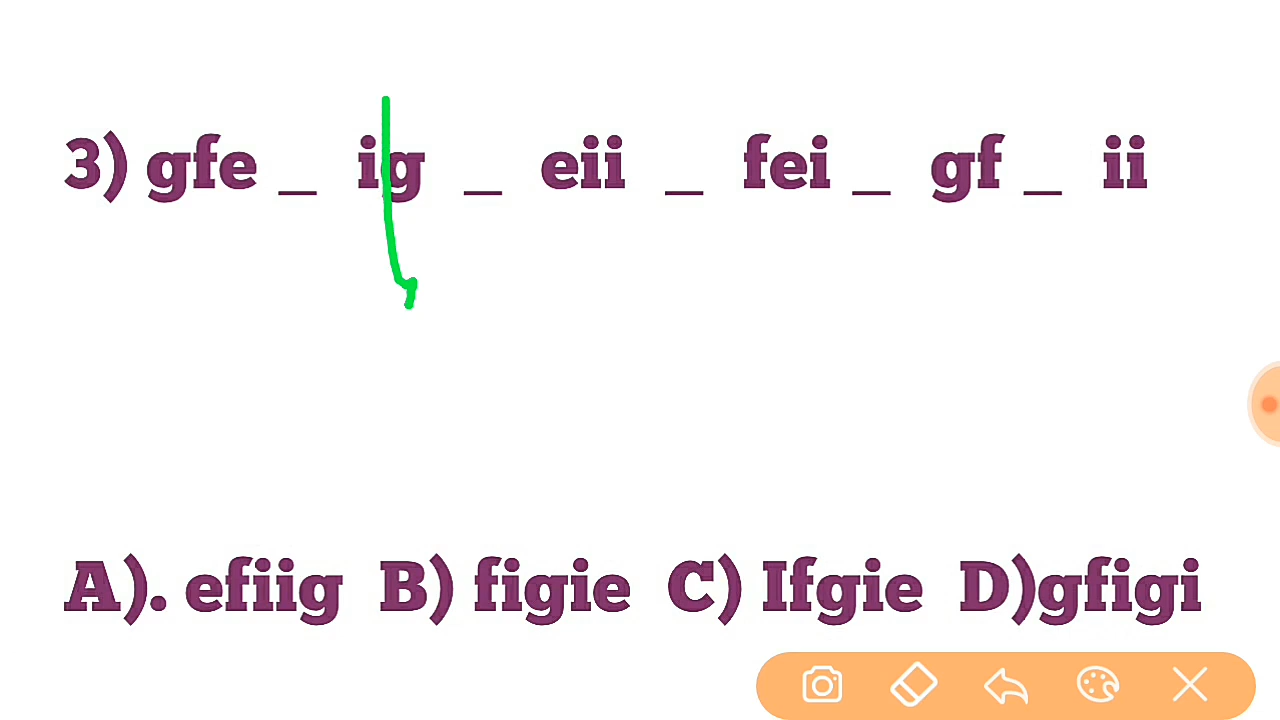 3) gfe _ ig _ eii _ fei _ gf _ ii
A). efiig B) figie C) Ifgie D)gfigi